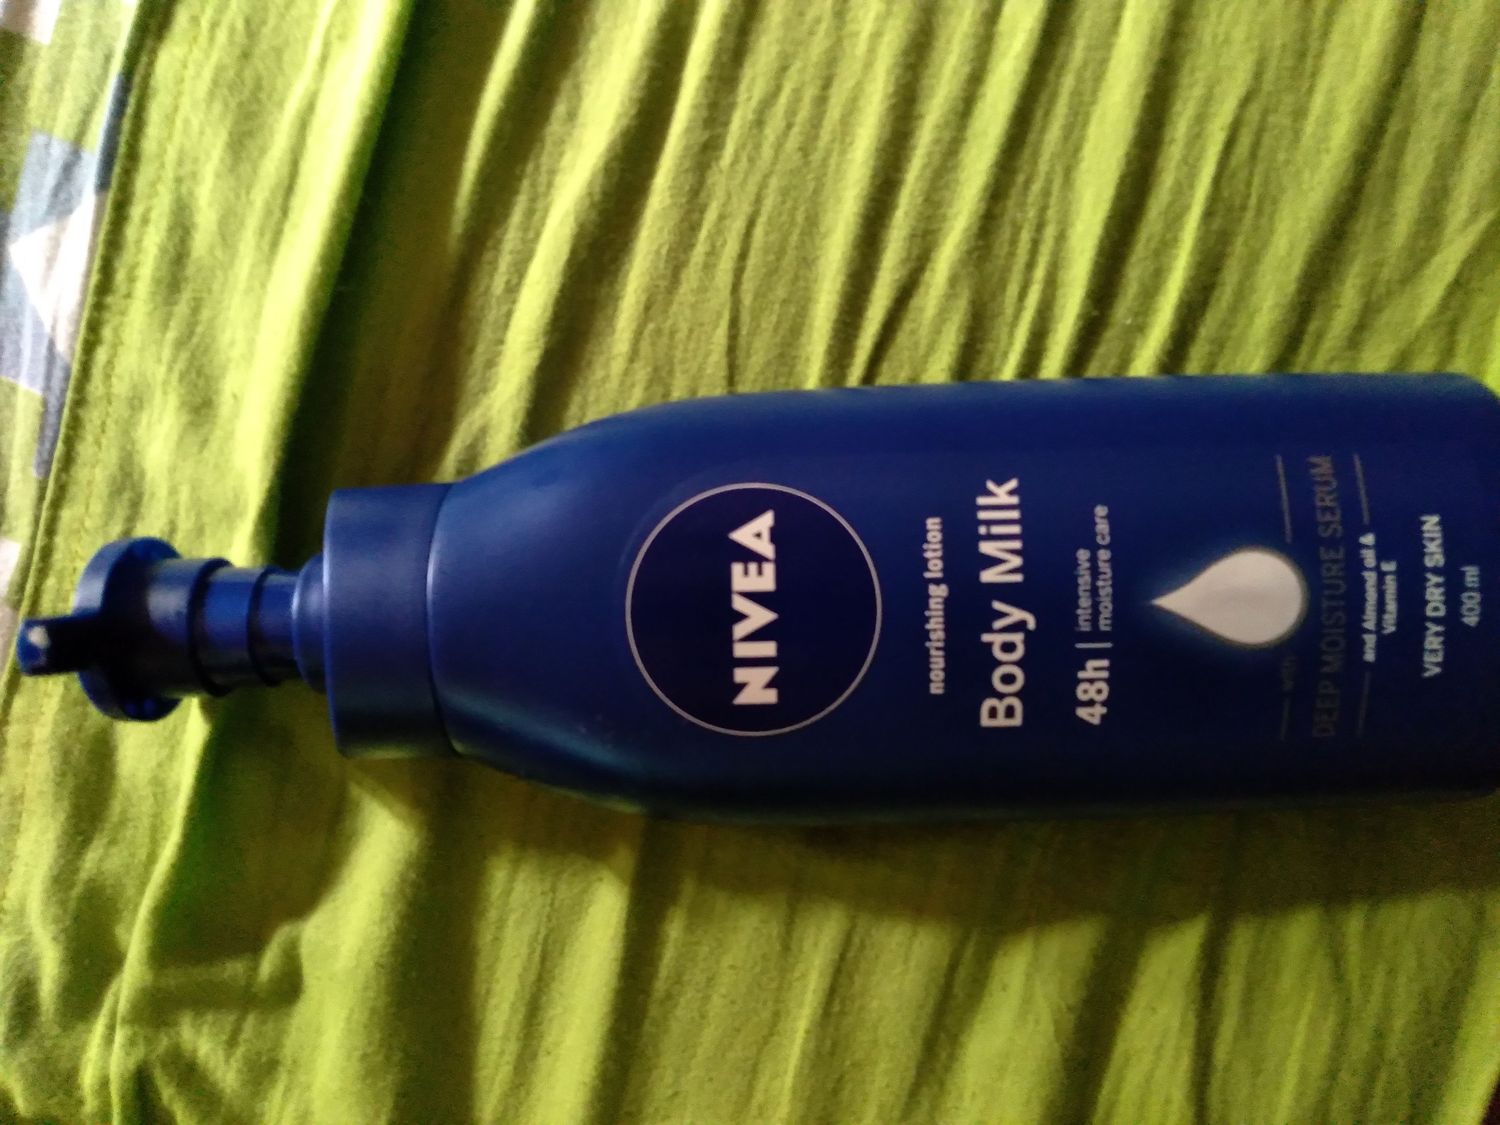 NIVEA
nourishing lotion
Body Milk
48h | intensive
moisture care
with
DEEP MOISTURE SERUM
and Almond oil &
Vitamin E
VERY DRY SKIN
400 ml